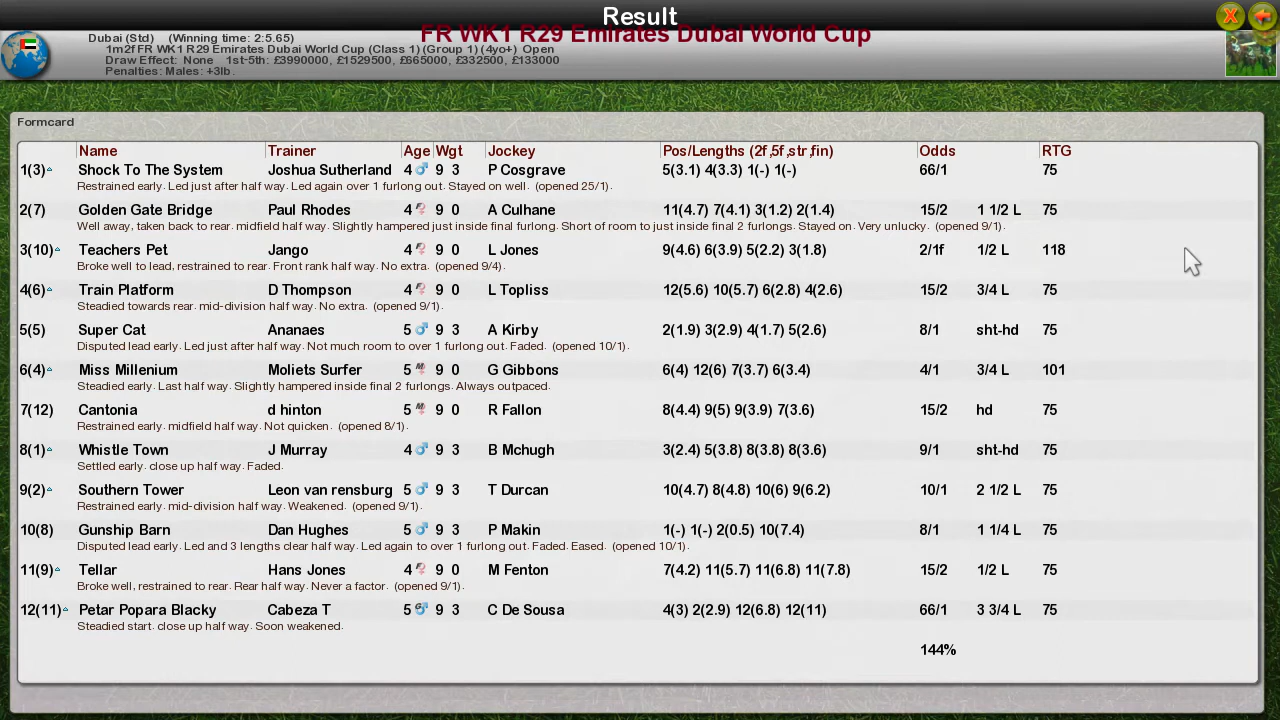 Result
FR WK1 R29 Emirates Dubai World Cup
Dubai (Std) (Winning time: 2:5.65)
1m2f FR WK1 R29 Emirates Dubai World Cup (Class 1) (Group 1) (4yo+) Open
Draw Effect: None 1st-5th: £3990000, £1529500, £665000, £332500, £133000
Penalties: Males: +3lb.
Formcard
Name Trainer Age Wgt Jockey Pos/Lengths (2f,5f,str,fin) Odds RTG
1(3) Shock To The System Joshua Sutherland 4 9 3 P Cosgrave 5(3.1) 4(3.3) 1(-) 1(-) 66/1 75
Restrained early. Led just after half way. Led again over 1 furlong out. Stayed on well. (opened 25/1).
2(7) Golden Gate Bridge Paul Rhodes 4 9 0 A Culhane 11(4.7) 7(4.1) 3(1.2) 2(1.4) 15/2 1 1/2 L 75
Well away, taken back to rear. midfield half way. Slightly hampered just inside final furlong. Short of room to just inside final 2 furlongs. Stayed on. Very unlucky. (opened 9/1).
3(10) Teachers Pet Jango 4 9 0 L Jones 9(4.6) 6(3.9) 5(2.2) 3(1.8) 2/1f 1/2 L 118
Broke well to lead, restrained to rear. Front rank half way. No extra. (opened 9/4).
4(6) Train Platform D Thompson 4 9 0 L Topliss 12(5.6) 10(5.7) 6(2.8) 4(2.6) 15/2 3/4 L 75
Steadied towards rear. mid-division half way. No extra. (opened 9/1).
5(5) Super Cat Ananaes 5 9 3 A Kirby 2(1.9) 3(2.9) 4(1.7) 5(2.6) 8/1 sht-hd 75
Disputed lead early. Led just after half way. Not much room to over 1 furlong out. Faded. (opened 10/1).
6(4) Miss Millenium Moliets Surfer 5 9 0 G Gibbons 6(4) 12(6) 7(3.7) 6(3.4) 4/1 3/4 L 101
Steadied early. Last half way. Slightly hampered inside final 2 furlongs. Always outpaced.
7(12) Cantonia d hinton 5 9 0 R Fallon 8(4.4) 9(5) 9(3.9) 7(3.6) 15/2 hd 75
Restrained early. midfield half way. Not quicken. (opened 8/1).
8(1) Whistle Town J Murray 4 9 3 B Mchugh 3(2.4) 5(3.8) 8(3.8) 8(3.6) 9/1 sht-hd 75
Settled early. close up half way. Faded.
9(2) Southern Tower Leon van rensburg 5 9 3 T Durcan 10(4.7) 8(4.8) 10(6) 9(6.2) 10/1 2 1/2 L 75
Restrained early. mid-division half way. Weakened. (opened 9/1).
10(8) Gunship Barn Dan Hughes 5 9 3 P Makin 1(-) 1(-) 2(0.5) 10(7.4) 8/1 1 1/4 L 75
Disputed lead early. Led and 3 lengths clear half way. Led again to over 1 furlong out. Faded. Eased. (opened 10/1).
11(9) Tellar Hans Jones 4 9 0 M Fenton 7(4.2) 11(5.7) 11(6.8) 11(7.8) 15/2 1/2 L 75
Broke well, restrained to rear. Rear half way. Never a factor. (opened 9/1).
12(11) Petar Popara Blacky Cabeza T 5 9 3 C De Sousa 4(3) 2(2.9) 12(6.8) 12(11) 66/1 3 3/4 L 75
Steadied start. close up half way. Soon weakened.
144%